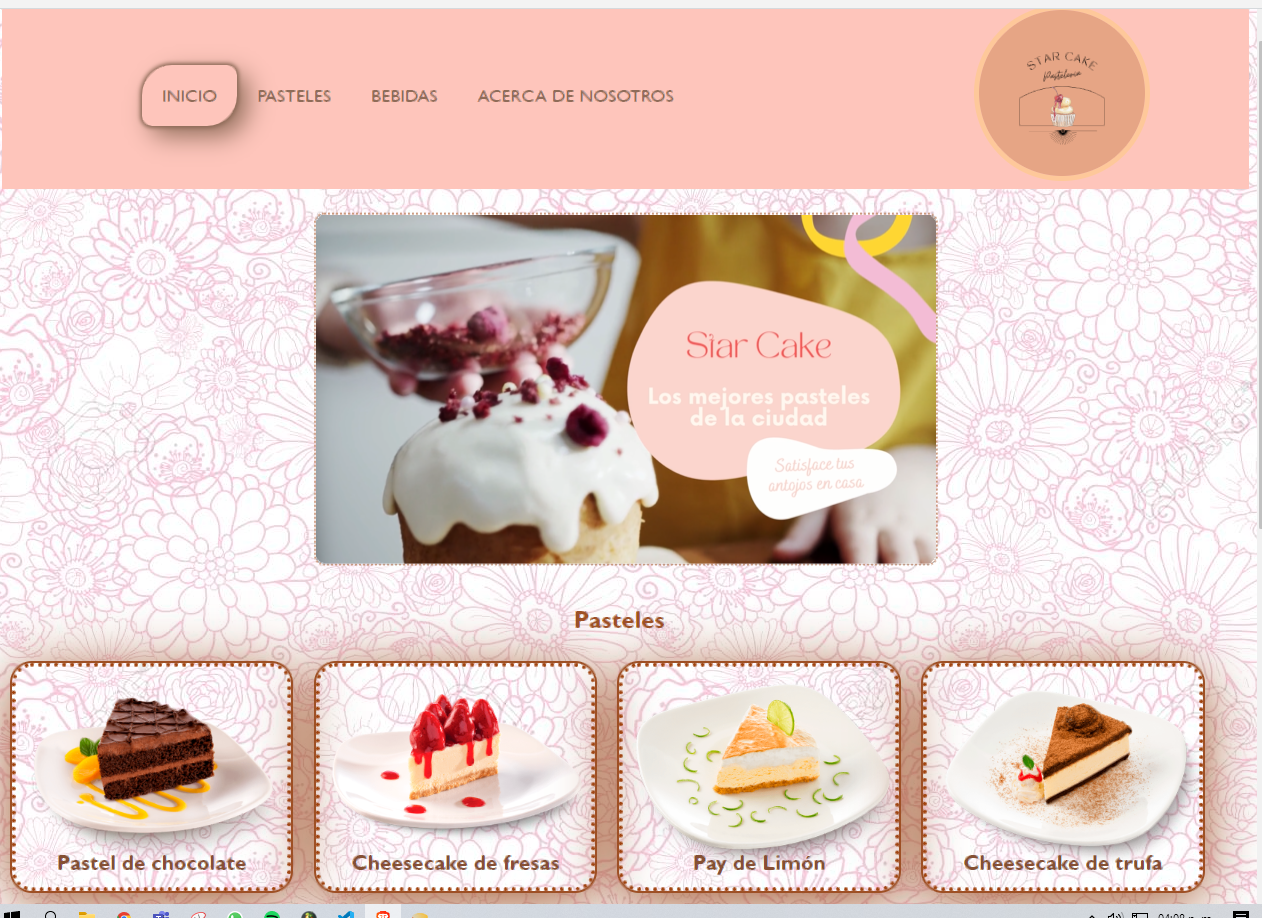 INICIO
PASTELES
BEBIDAS
ACERCA DE NOSOTROS
STAR CAKE
Pastelería
Star Cake
Los mejores pasteles
de la ciudad
Satisface tus
antojos en casa
Pasteles
Pastel de chocolate
Cheesecake de fresas
Pay de Limón
Cheesecake de trufa